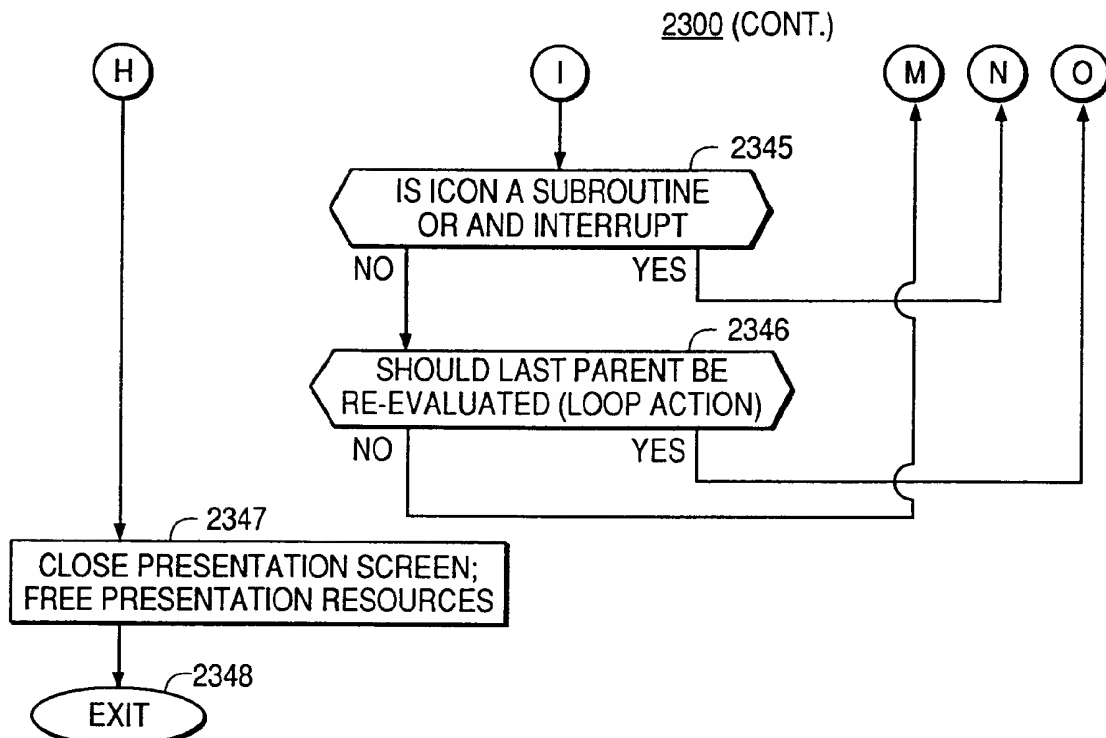 2300 (CONT.)
H
I
M
N
O
2345
IS ICON A SUBROUTINE
OR AND INTERRUPT
NO
YES
2346
SHOULD LAST PARENT BE
RE-EVALUATED (LOOP ACTION)
NO
YES
2347
CLOSE PRESENTATION SCREEN;
FREE PRESENTATION RESOURCES
2348
EXIT